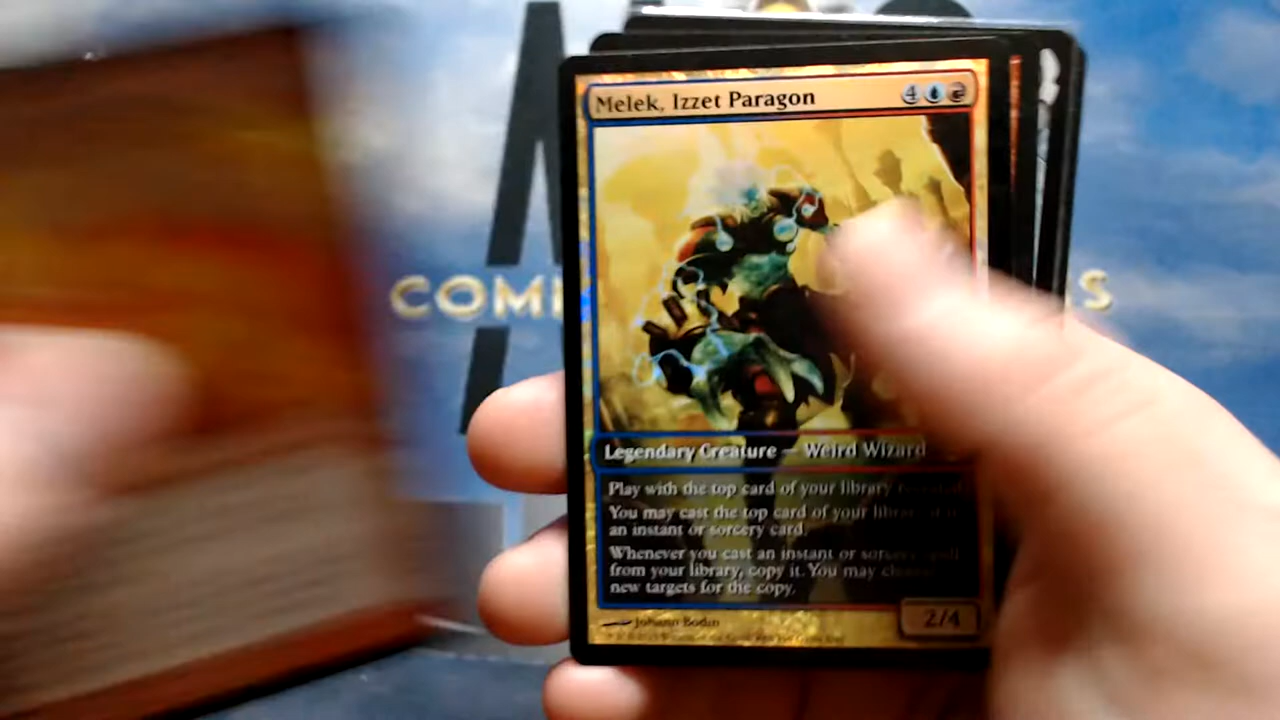 Melek, Izzet Paragon 4
COM
S
Legendary Creature — Weird Wizard
Play with the top card of your library
You may cast the top card of your
an instant or sorcery card.
Whenever you cast an instant or
from your library, copy it. You may
new targets for the copy.
2/4
Johann Bodin